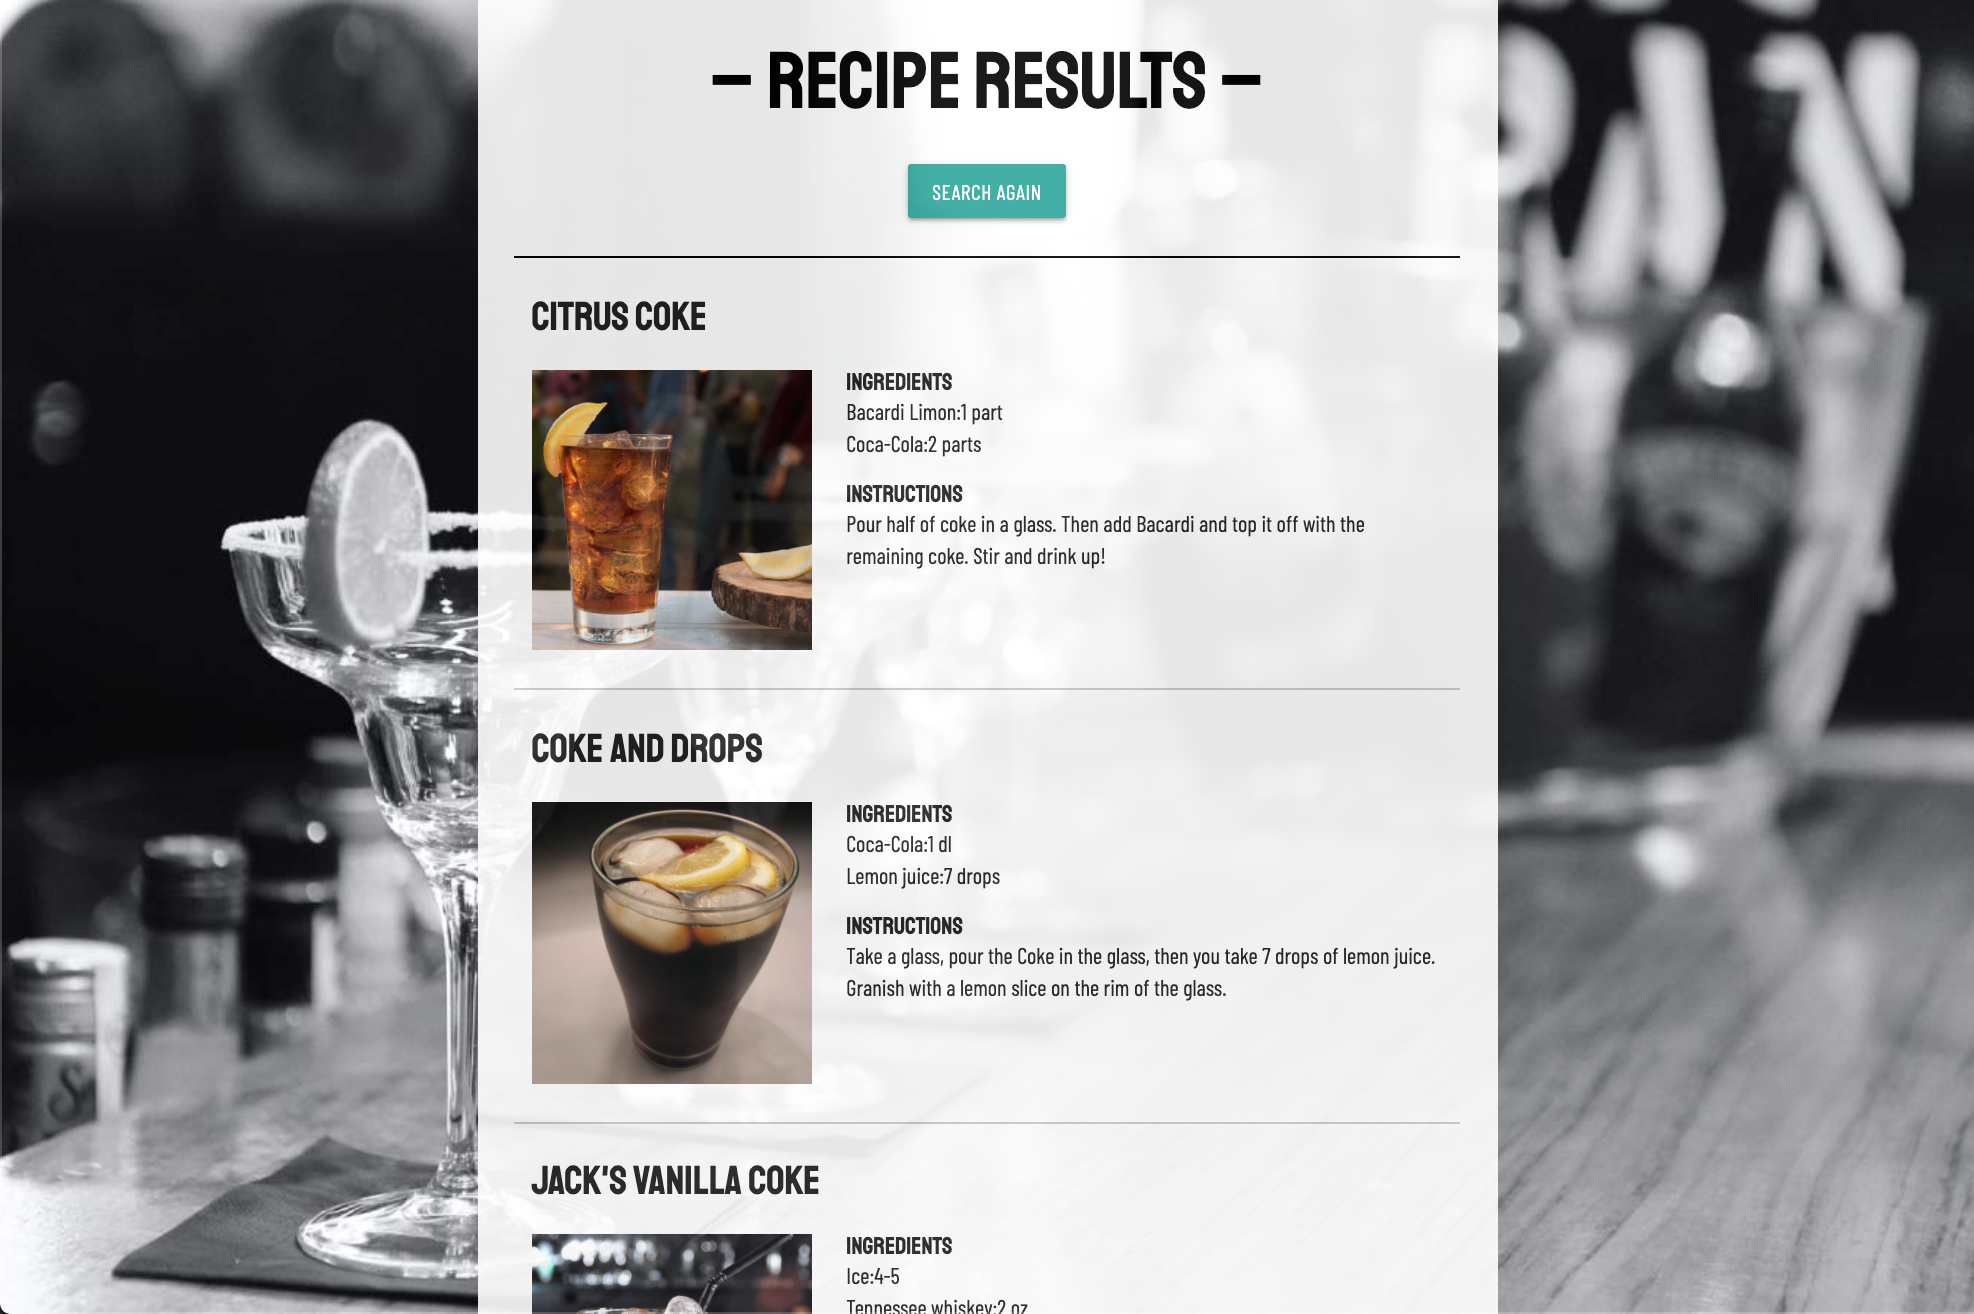 – RECIPE RESULTS –
SEARCH AGAIN
CITRUS COKE
INGREDIENTS
Bacardi Limon:1 part
Coca-Cola:2 parts
INSTRUCTIONS
Pour half of coke in a glass. Then add Bacardi and top it off with the
remaining coke. Stir and drink up!
COKE AND DROPS
INGREDIENTS
Coca-Cola:1 dl
Lemon juice:7 drops
INSTRUCTIONS
Take a glass, pour the Coke in the glass, then you take 7 drops of lemon juice.
Granish with a lemon slice on the rim of the glass.
JACK'S VANILLA COKE
INGREDIENTS
Ice:4-5
Tennessee whiskey:2 oz